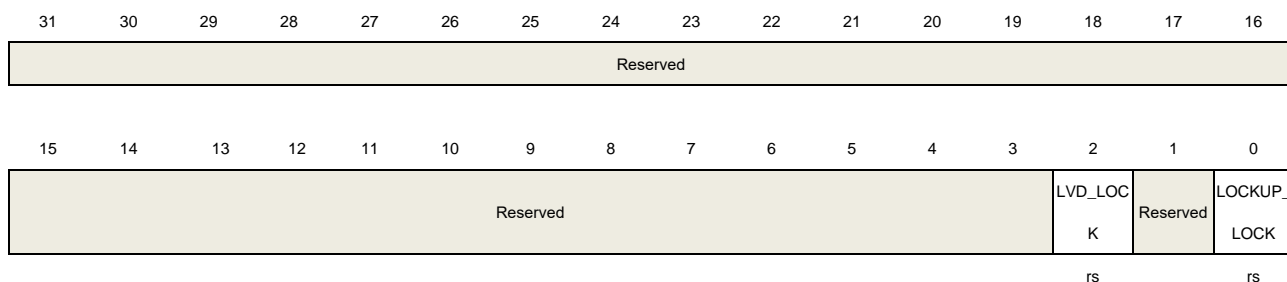 31 30 29 28 27 26 25 24 23 22 21 20 19 18 17 16
Reserved
15 14 13 12 11 10 9 8 7 6 5 4 3 2 1 0
Reserved LVD_LOC K Reserved LOCKUP_ LOCK
rs rs